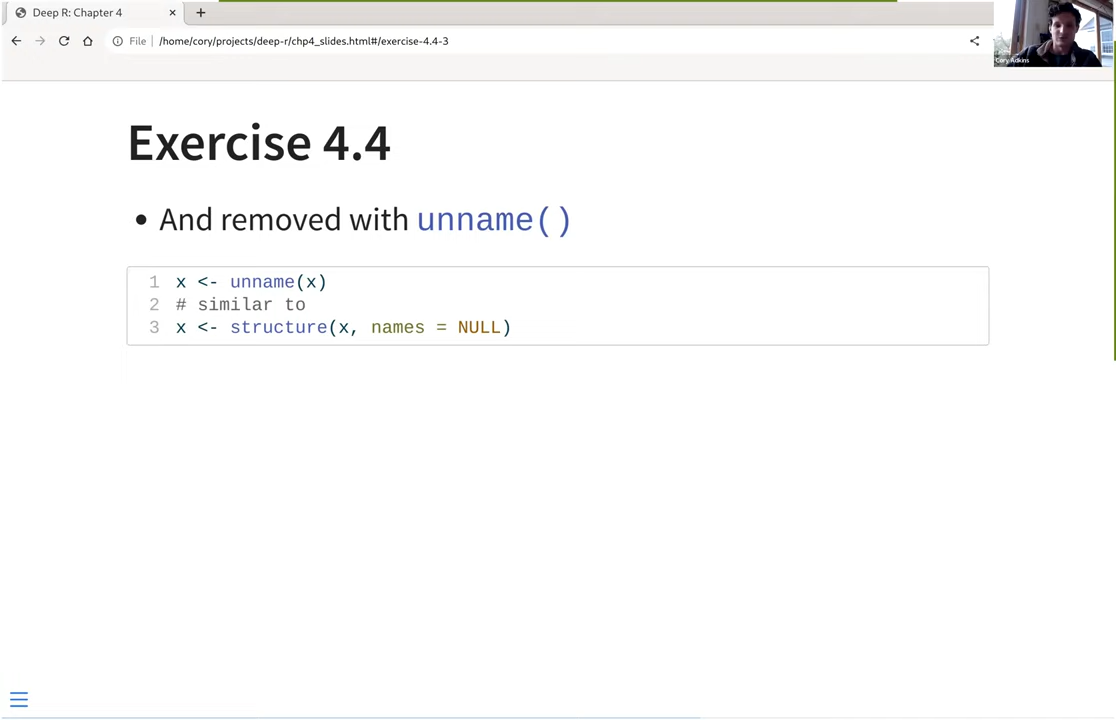 Deep R: Chapter 4
File
/home/cory/projects/deep-r/chp4_slides.html#/exercise-4.4-3
Cory Adkins
Exercise 4.4
• And removed with unname()
1 x <- unname(x)
2 # similar to
3 x <- structure(x, names = NULL)